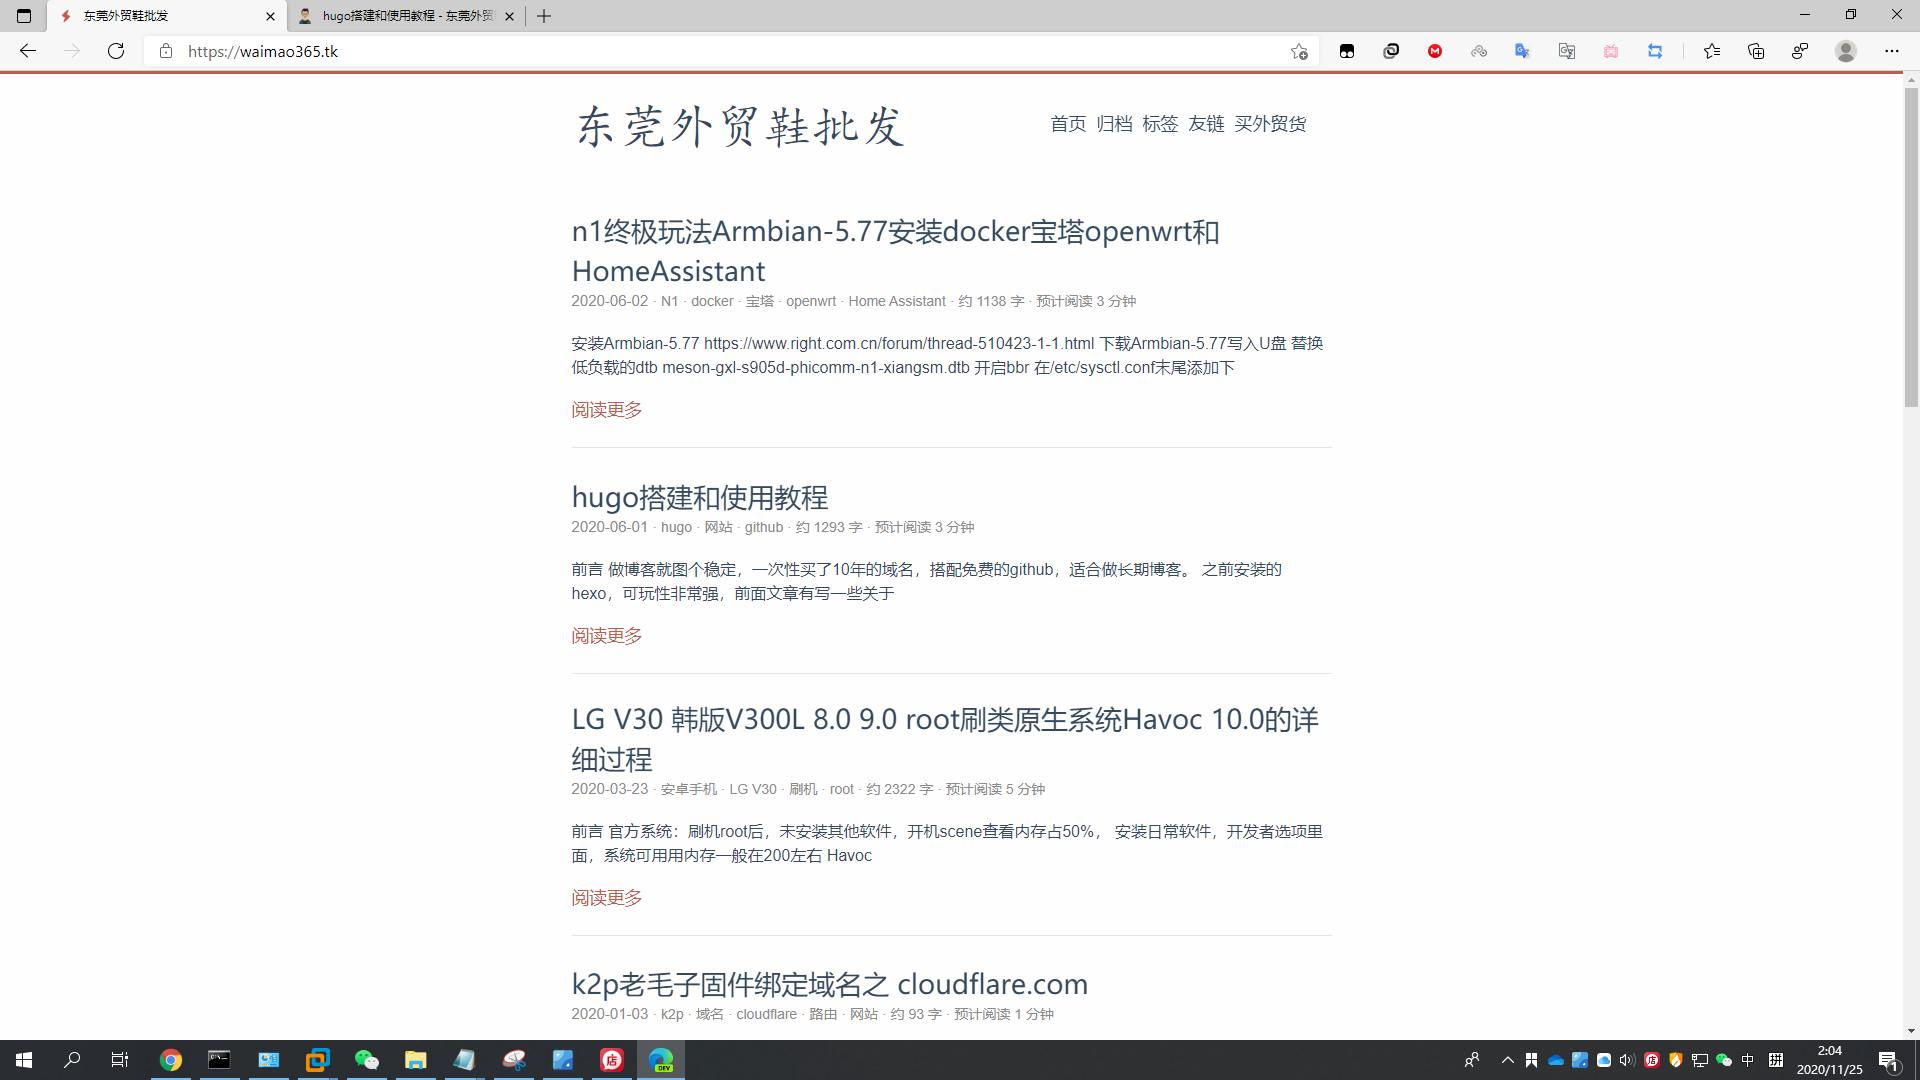 东莞外贸鞋批发
hugo搭建和使用教程 - 东莞外贸
https://waimao365.tk
东莞外贸鞋批发
首页 归档 标签 友链 买外贸货
n1终极玩法Armbian-5.77安装docker宝塔openwrt和
HomeAssistant
2020-06-02 · N1 · docker · 宝塔 · openwrt · Home Assistant · 约 1138 字 · 预计阅读 3 分钟
安装Armbian-5.77 https://www.right.com.cn/forum/thread-510423-1-1.html 下载Armbian-5.77写入U盘 替换
低负载的dtb meson-gxl-s905d-phicomm-n1-xiangsm.dtb 开启bbr 在/etc/sysctl.conf末尾添加下
阅读更多
hugo搭建和使用教程
2020-06-01 · hugo · 网站 · github · 约 1293 字 · 预计阅读 3 分钟
前言 做博客就图个稳定，一次性买了10年的域名，搭配免费的github，适合做长期博客。 之前安装的
hexo，可玩性非常强，前面文章有写一些关于
阅读更多
LG V30 韩版V300L 8.0 9.0 root刷类原生系统Havoc 10.0的详
细过程
2020-03-23 · 安卓手机 · LG V30 · 刷机 · root · 约 2322 字 · 预计阅读 5 分钟
前言 官方系统：刷机root后，未安装其他软件，开机scene查看内存占50%， 安装日常软件，开发者选项里
面，系统可用用内存一般在200左右 Havoc
阅读更多
k2p老毛子固件绑定域名之 cloudflare.com
2020-01-03 · k2p · 域名 · cloudflare · 路由 · 网站 · 约 93 字 · 预计阅读 1 分钟
店
DEV
店
中
拼
2:04
2020/11/25
1